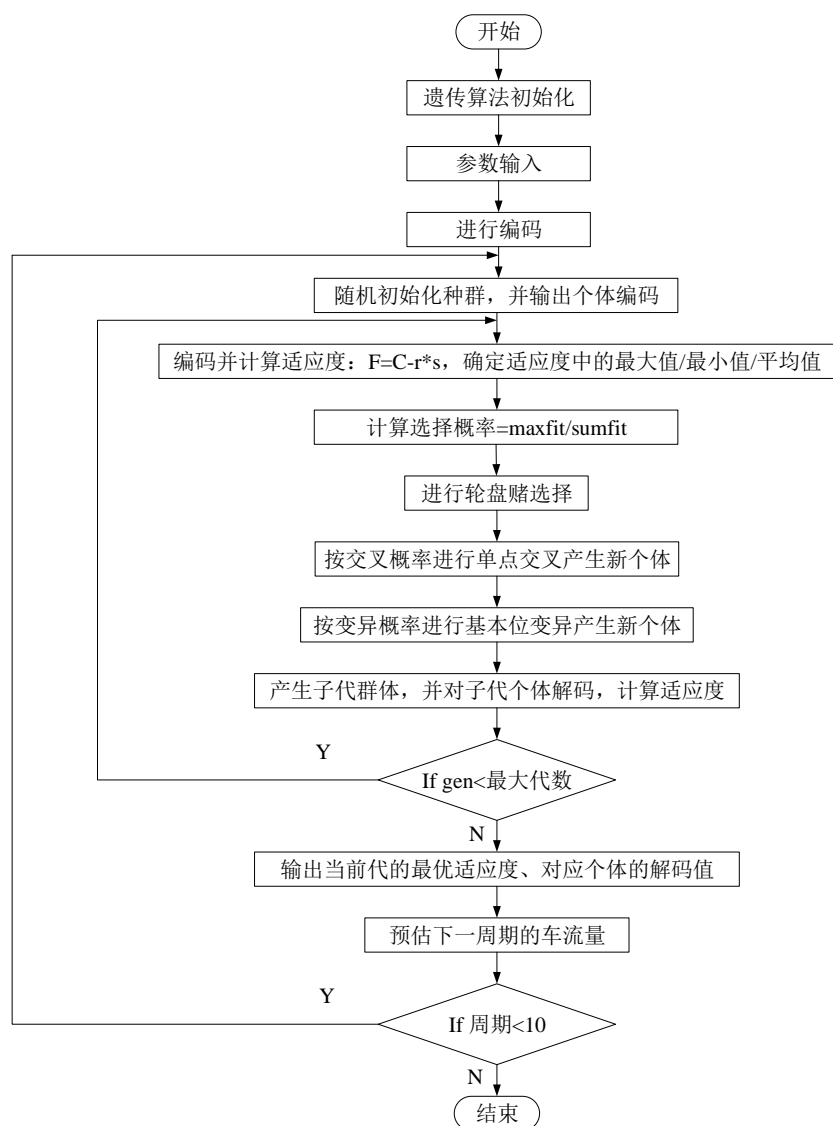 开始
遗传算法初始化
参数输入
进行编码
随机初始化种群，并输出个体编码
编码并计算适应度：F=C-r*s，确定适应度中的最大值/最小值/平均值
计算选择概率=maxfit/sumfit
进行轮盘赌选择
按交叉概率进行单点交叉产生新个体
按变异概率进行基本位变异产生新个体
产生子代群体，并对子代个体解码，计算适应度
Y
If gen<最大代数
N
输出当前代的最优适应度、对应个体的解码值
预估下一周期的车流量
Y
If 周期<10
N
结束